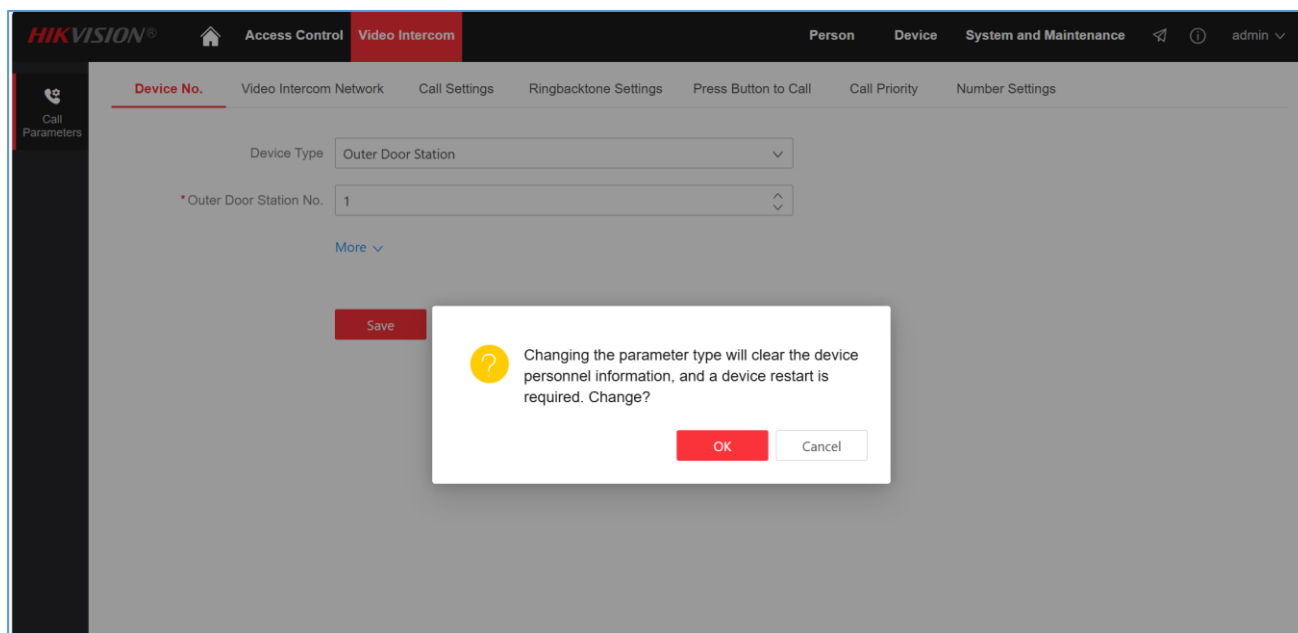 HIKVISION® Access Control Video Intercom Person Device System and Maintenance admin
Call
Parameters
Device No. Video Intercom Network Call Settings Ringbacktone Settings Press Button to Call Call Priority Number Settings
Device Type Outer Door Station
* Outer Door Station No. 1
More
Save
Changing the parameter type will clear the device
personnel information, and a device restart is
required. Change?
OK Cancel